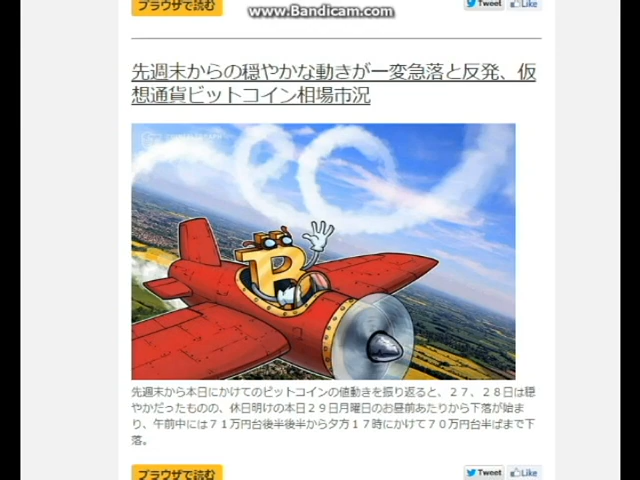 ブラウザで読む
www.Bandicam.com
Tweet
Like
先週末からの穏やかな動きが一変急落と反発、仮
想通貨ビットコイン相場市況
先週末から本日にかけてのビットコインの値動きを振り返ると、27、28日は穏
やかだったものの、休日明けの本日29日月曜日のお昼前あたりから下落が始ま
り、午前中には71万円台後半後半から夕方17時にかけて70万円台半ばまで下
落。
ブラウザで読む
Tweet
Like